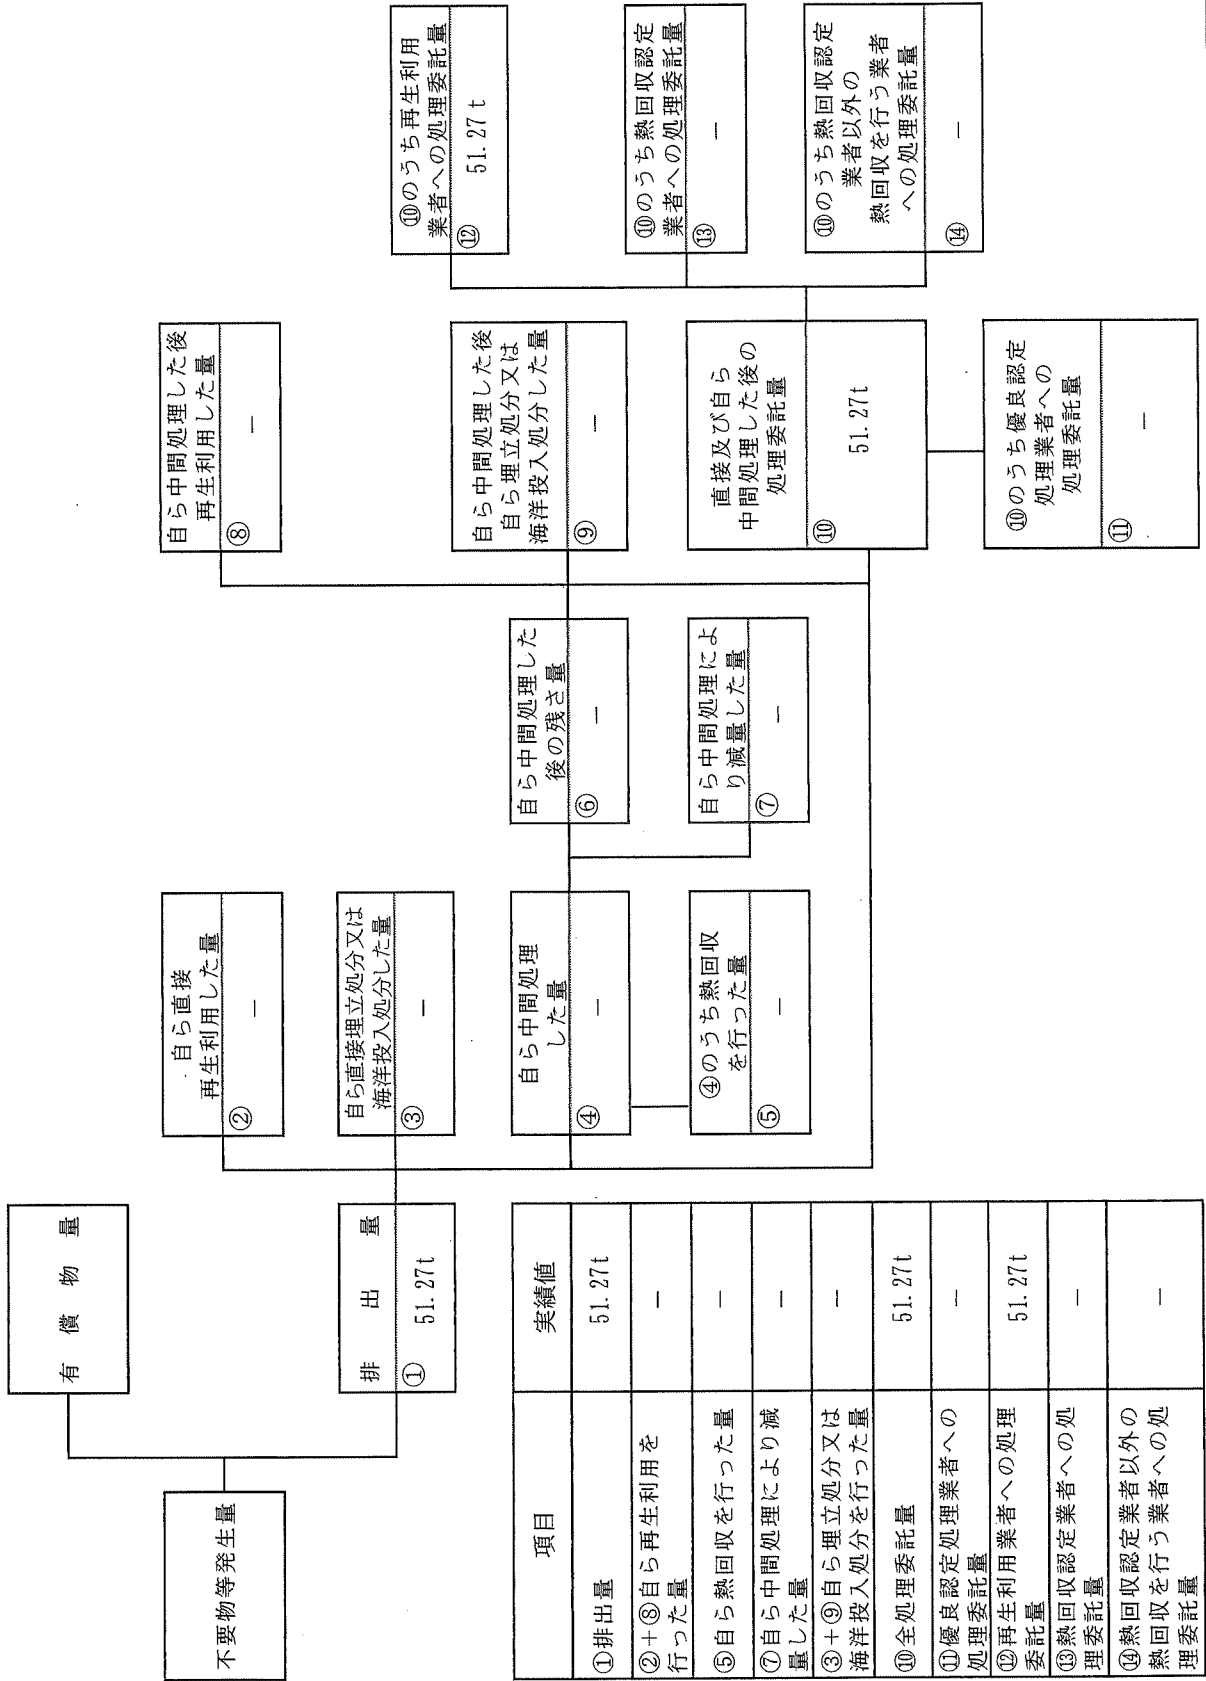 不要物等発生量
有償物量
排出量
① 51.27t
自ら直接
再生利用した量
② −
自ら直接埋立処分又は
海洋投入処分した量
③ −
自ら中間処理
した量
④ −
④のうち熱回収
を行った量
⑤ −
自ら中間処理した
後の残さ量
⑥ −
自ら中間処理によ
り減量した量
⑦ −
自ら中間処理した後
再生利用した量
⑧ −
自ら中間処理した後
自ら埋立処分又は
海洋投入処分した量
⑨ −
直接及び自ら
中間処理した後の
処理委託量
⑩ 51.27t
⑩のうち優良認定
処理業者への
処理委託量
⑪ −
⑩のうち再生利用
業者への処理委託量
⑫ 51.27t
⑩のうち熱回収認定
業者への処理委託量
⑬ −
⑩のうち熱回収認定
業者以外の
熱回収を行う業者
への処理委託量
⑭ −
項目 実績値
①排出量 51.27t
②+⑧自ら再生利用を
行った量 −
⑤自ら熱回収を行った量 −
⑦自ら中間処理により減
量した量 −
③+⑨自ら埋立処分又は
海洋投入処分を行った量 −
⑩全処理委託量 51.27t
⑪優良認定処理業者への
処理委託量 −
⑫再生利用業者への処理
委託量 51.27t
⑬熱回収認定業者への処
理委託量 −
⑭熱回収認定業者以外の
熱回収を行う業者への処
理委託量 −